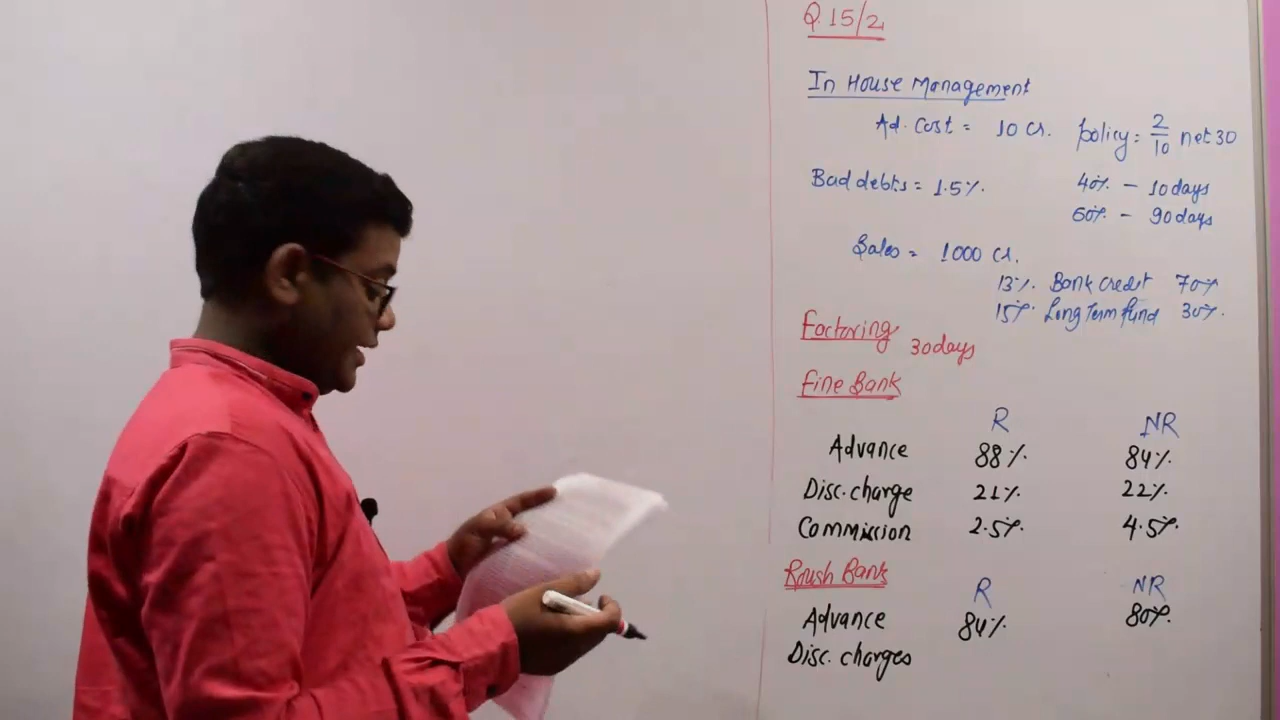 Q.15/2
In House Management
Ad. Cost = 10 Cr. policy = 2/10 net 30
Bad debts = 1.5%. 40% - 10 days
60% - 90 days
Sales = 1000 Cr.
13% Bank credit 70%
15% Long Term fund 30%.
Factoring 30 days
Fine Bank
R NR
Advance 88% 84%
Disc. charge 21% 22%
Commission 2.5% 4.5%
Roush Bank
R NR
Advance 84% 80%
Disc. charges